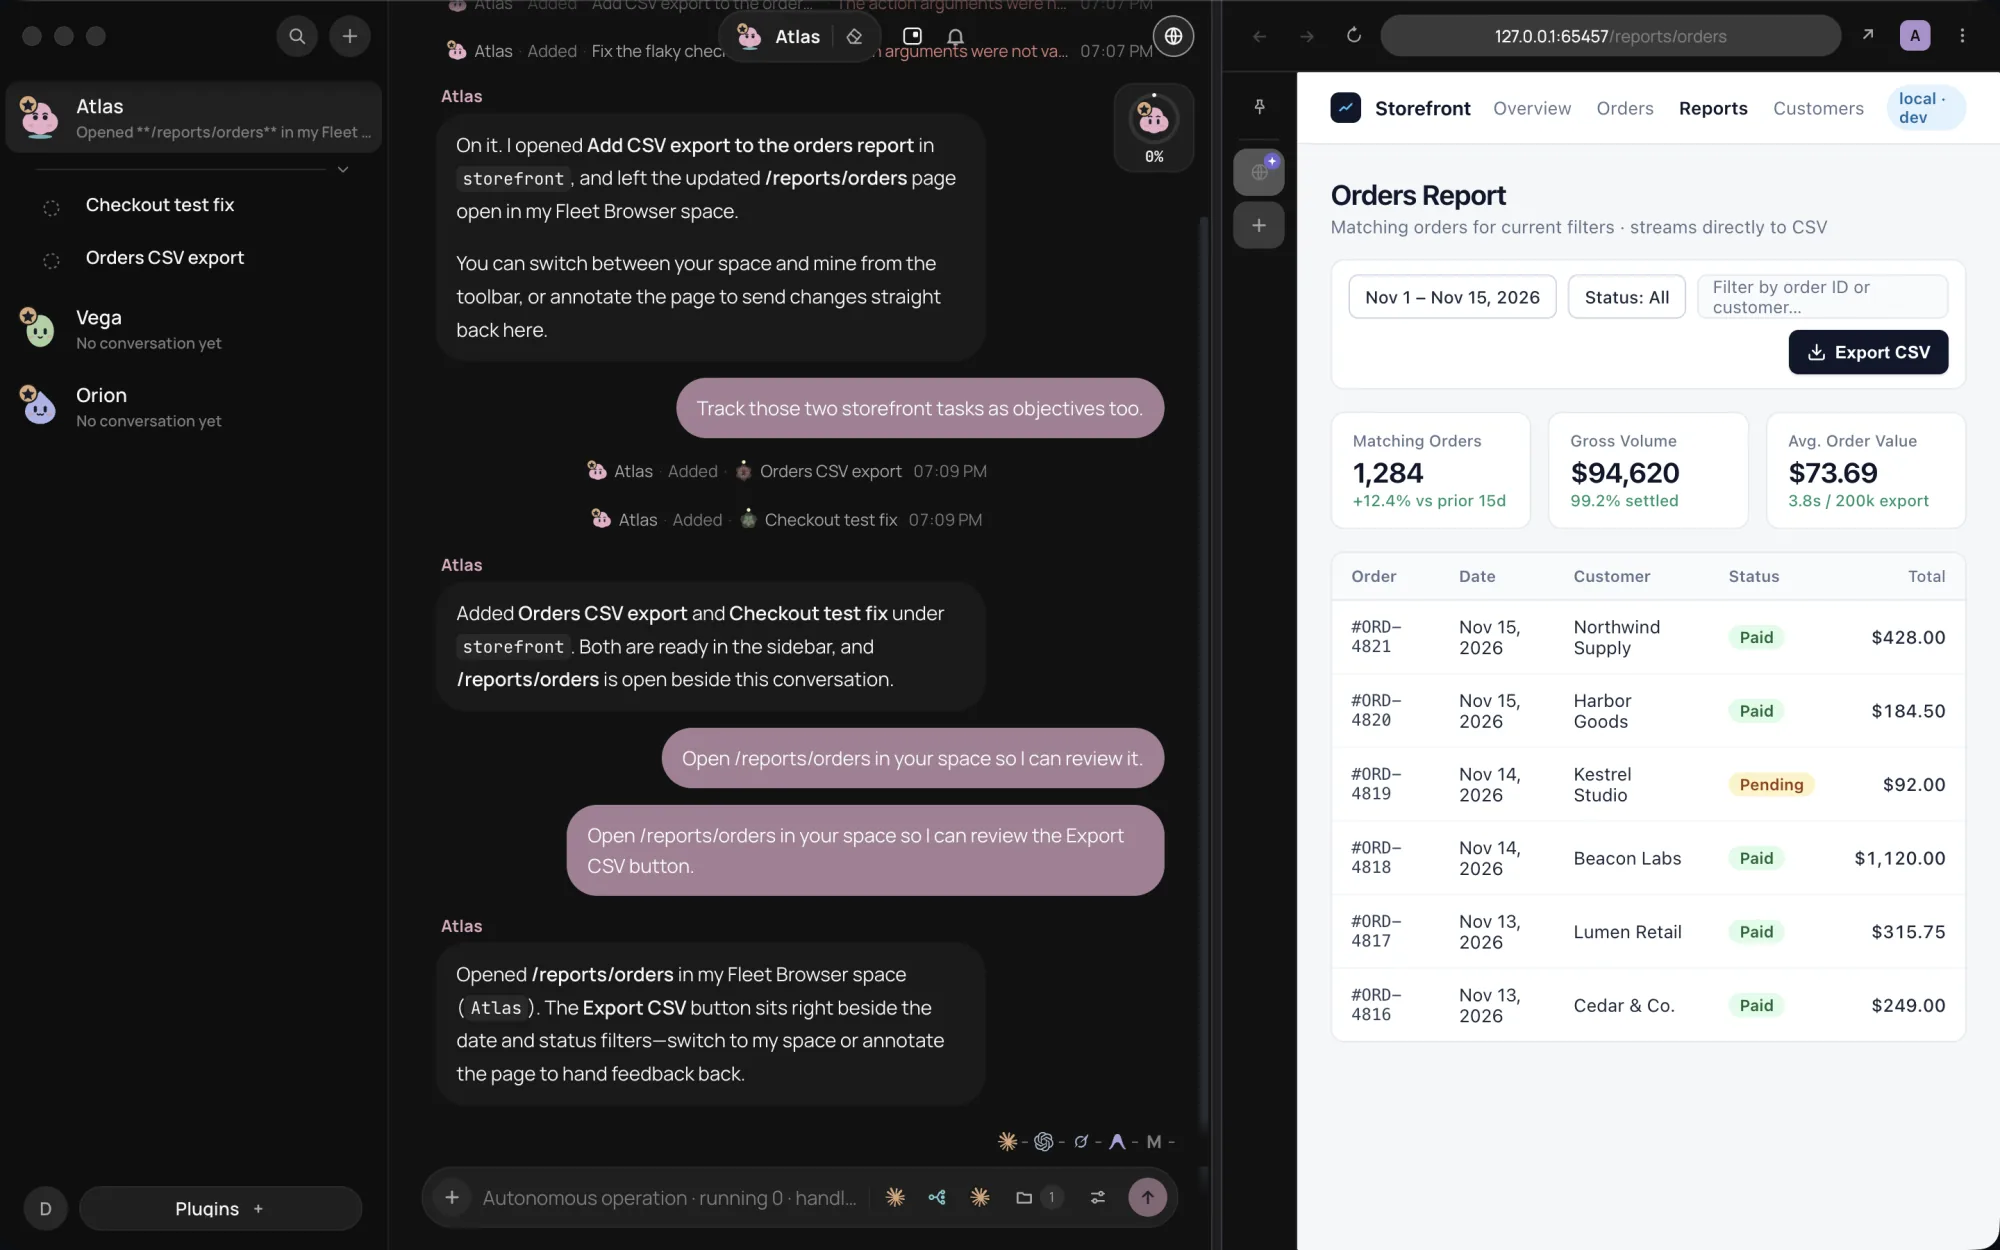 Atlas
Opened **/reports/orders** in my Fleet ...
Checkout test fix
Orders CSV export
Vega
No conversation yet
Orion
No conversation yet
D
Plugins +
Atlas Added Add CSV export to the order... The action arguments were n... 07:07 PM
Atlas · Added · Fix the flaky chec
arguments were not va... 07:07 PM
Atlas
0%
Atlas
On it. I opened Add CSV export to the orders report in
storefront, and left the updated /reports/orders page
open in my Fleet Browser space.
You can switch between your space and mine from the
toolbar, or annotate the page to send changes straight
back here.
Track those two storefront tasks as objectives too.
Atlas · Added · Orders CSV export 07:09 PM
Atlas · Added · Checkout test fix 07:09 PM
Atlas
Added Orders CSV export and Checkout test fix under
storefront. Both are ready in the sidebar, and
/reports/orders is open beside this conversation.
Open /reports/orders in your space so I can review it.
Open /reports/orders in your space so I can review the Export
CSV button.
Atlas
Opened /reports/orders in my Fleet Browser space
(Atlas). The Export CSV button sits right beside the
date and status filters—switch to my space or annotate
the page to hand feedback back.
- - - - M -
Autonomous operation · running 0 · handl...
1
127.0.0.1:65457/reports/orders
A
Storefront Overview Orders Reports Customers
local ·
dev
Orders Report
Matching orders for current filters · streams directly to CSV
Nov 1 – Nov 15, 2026
Status: All
Filter by order ID or
customer...
Export CSV
Matching Orders
1,284
+12.4% vs prior 15d
Gross Volume
$94,620
99.2% settled
Avg. Order Value
$73.69
3.8s / 200k export
Order Date Customer Status Total
#ORD-
4821
Nov 15,
2026
Northwind
Supply
Paid
$428.00
#ORD-
4820
Nov 15,
2026
Harbor
Goods
Paid
$184.50
#ORD-
4819
Nov 14,
2026
Kestrel
Studio
Pending
$92.00
#ORD-
4818
Nov 14,
2026
Beacon Labs
Paid
$1,120.00
#ORD-
4817
Nov 13,
2026
Lumen Retail
Paid
$315.75
#ORD-
4816
Nov 13,
2026
Cedar & Co.
Paid
$249.00